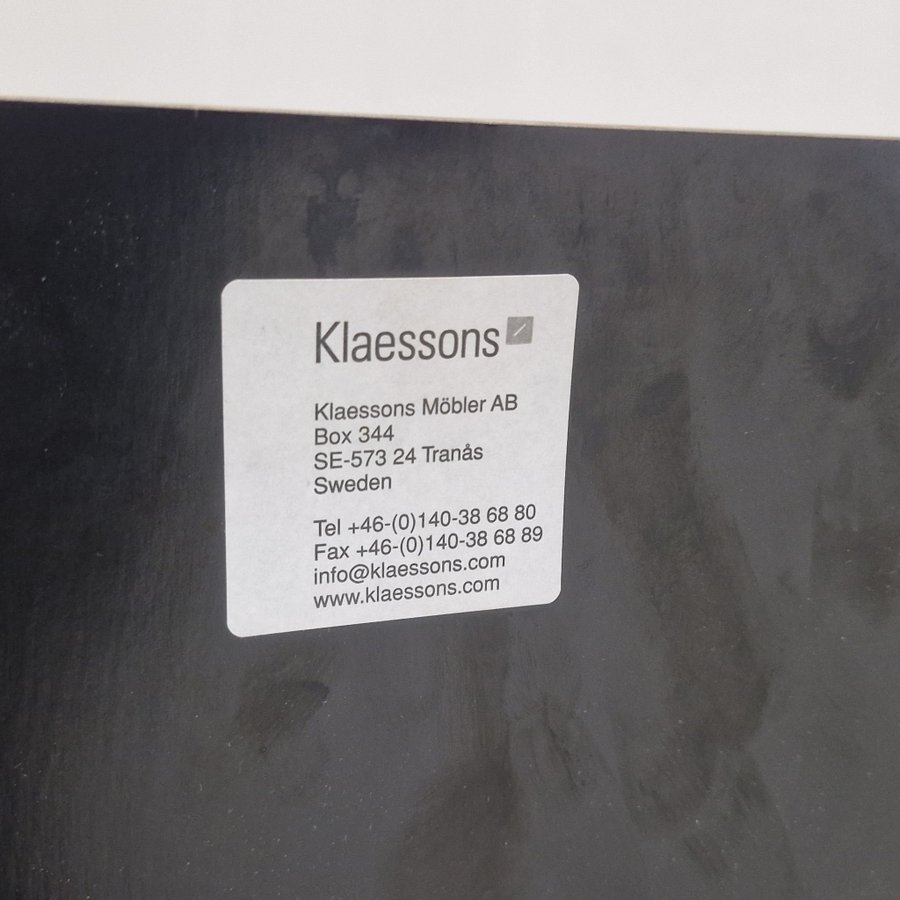 Klaessons
Klaessons Möbler AB
Box 344
SE-573 24 Tranås
Sweden
Tel +46-(0)140-38 68 80
Fax +46-(0)140-38 68 89
info@klaessons.com
www.klaessons.com